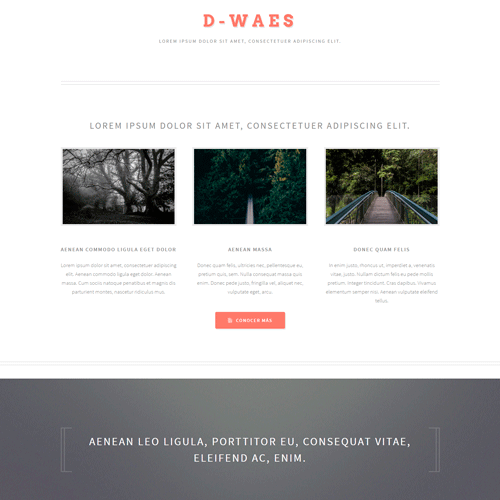 D-WAES
LOREM IPSUM DOLOR SIT AMET, CONSECTETUER ADIPISCING ELIT.
LOREM IPSUM DOLOR SIT AMET, CONSECTETUER ADIPISCING ELIT.
AENEAN COMMODO LIGULA EGET DOLOR
Lorem ipsum dolor sit amet, consectetuer adipiscing elit. Aenean commodo ligula eget dolor. Aenean massa. Cum sociis natoque penatibus et magnis dis parturient montes, nascetur ridiculus mus.
AENEAN MASSA
Donec quam felis, ultricies nec, pellentesque eu, pretium quis, sem. Nulla consequat massa quis enim. Donec pede justo, fringilla vel, aliquet nec, vulputate eget, arcu.
DONEC QUAM FELIS
In enim justo, rhoncus ut, imperdiet a, venenatis vitae, justo. Nullam dictum felis eu pede mollis pretium. Integer tincidunt. Cras dapibus. Vivamus elementum semper nisi. Aenean vulputate eleifend tellus.
CONOCER MÁS
AENEAN LEO LIGULA, PORTTITOR EU, CONSEQUAT VITAE,
ELEIFEND AC, ENIM.